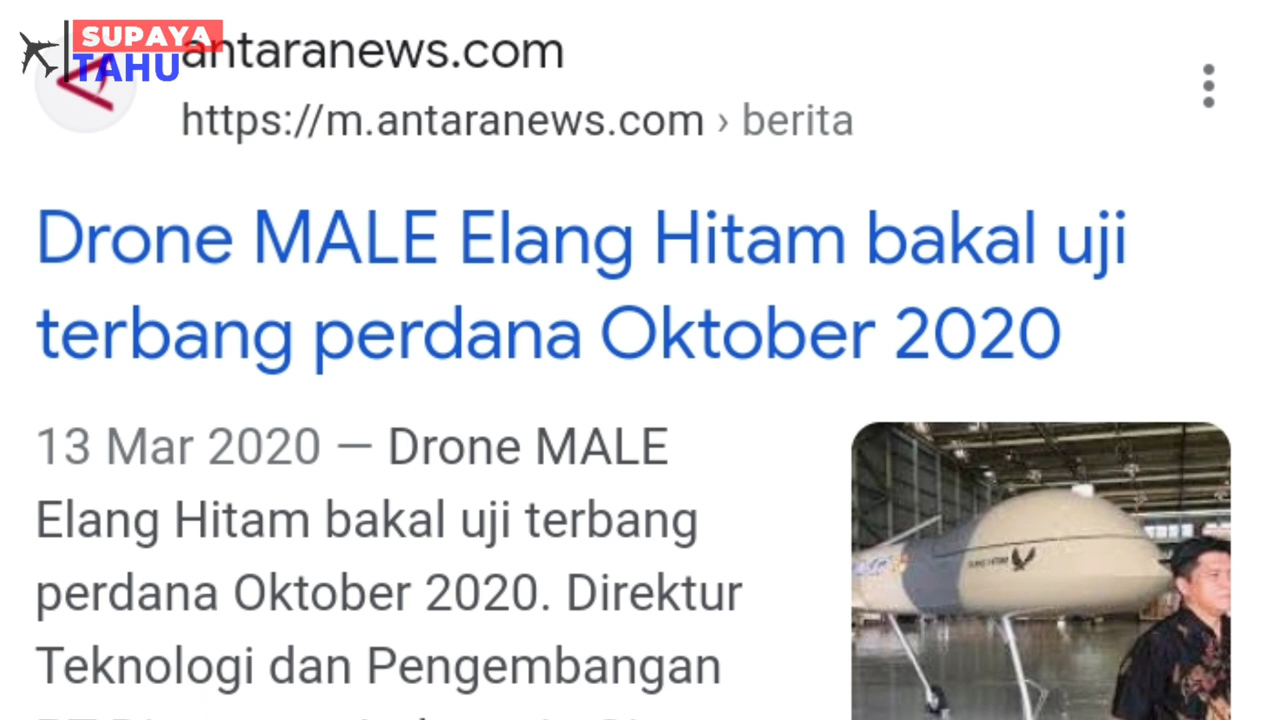 SUPAYA
TAHU
antaranews.com
https://m.antaranews.com › berita
Drone MALE Elang Hitam bakal uji
terbang perdana Oktober 2020
13 Mar 2020 — Drone MALE
Elang Hitam bakal uji terbang
perdana Oktober 2020. Direktur
Teknologi dan Pengembangan